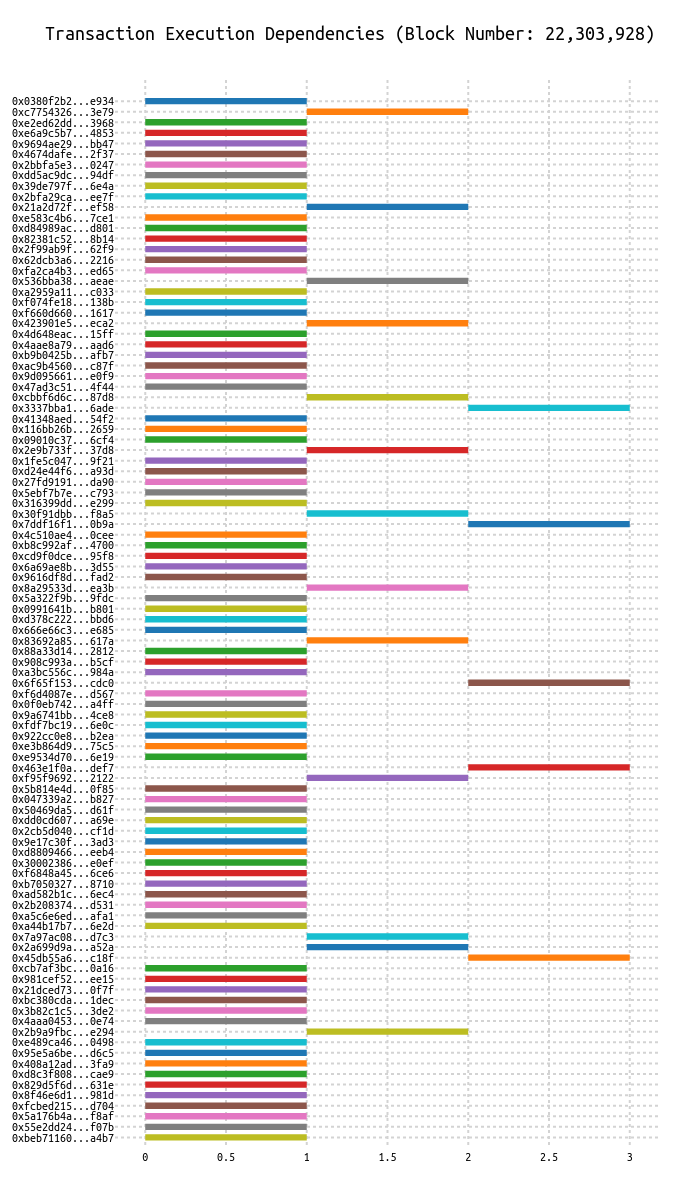 Transaction Execution Dependencies (Block Number: 22,303,928)
0x0380f2b2...e934
0xc7754326...3e79
0xe2ed62dd...3968
0xe6a9c5b7...4853
0x9694ae29...bb47
0x4674dafe...2f37
0x2bbfa5e3...0247
0xdd5ac9dc...94df
0x39de797f...6e4a
0x2bfa29ca...ee7f
0x21a2d72f...ef58
0xe583c4b6...7ce1
0xd84989ac...d801
0x82381c52...8b14
0x2f99ab9f...62f9
0x62dcb3a6...2216
0xfa2ca4b3...ed65
0x536bba38...aeae
0xa2959a11...c033
0xf074fe18...138b
0xf660d660...1617
0x423901e5...eca2
0x4d648eac...15ff
0x4aae8a79...aad6
0xb9b0425b...afb7
0xac9b4560...c87f
0x9d095661...e0f9
0x47ad3c51...4f44
0xcbbf6d6c...87d8
0x3337bba1...6ade
0x41348aed...54f2
0x116bb26b...2659
0x09010c37...6cf4
0x2e9b733f...37d8
0x1fe5c047...9f21
0xd24e44f6...a93d
0x27fd9191...da90
0x5ebf7b7e...c793
0x316399dd...e299
0x30f91dbb...f8a5
0x7ddf16f1...0b9a
0x4c510ae4...0cee
0xb8c992af...4700
0xcd9f0dce...95f8
0x6a69ae8b...3d55
0x9616df8d...fad2
0x8a29533d...ea3b
0x5a322f9b...9fdc
0x0991641b...b801
0xd378c222...bbd6
0x666e66c3...e685
0x83692a85...617a
0x88a33d14...2812
0x908c993a...b5cf
0xa3bc556c...984a
0x6f65f153...cdc0
0xf6d4087e...d567
0x0f0eb742...a4ff
0x9a6741bb...4ce8
0xfdf7bc19...6e0c
0x922cc0e8...b2ea
0xe3b864d9...75c5
0xe9534d70...6e19
0x463e1f0a...def7
0xf95f9692...2122
0x5b814e4d...0f85
0x047339a2...b827
0x50469da5...d61f
0xdd0cd607...a69e
0x2cb5d040...cf1d
0x9e17c30f...3ad3
0xd8809466...eeb4
0x30002386...e0ef
0xf6848a45...6ce6
0xb7050327...8710
0xad582b1c...6ec4
0x2b208374...d531
0xa5c6e6ed...afa1
0xa44b17b7...6e2d
0x7a97ac08...d7c3
0x2a699d9a...a52a
0x45db55a6...c18f
0xcb7af3bc...0a16
0x981cef52...ee15
0x21dced73...0f7f
0xbc380cda...1dec
0x3b82c1c5...3de2
0x4aaa0453...0e74
0x2b9a9fbc...e294
0xe489ca46...0498
0x95e5a6be...d6c5
0x408a12ad...3fa9
0xd8c3f808...cae9
0x829d5f6d...631e
0x8f46e6d1...981d
0xfcbed215...d704
0x5a176b4a...f8af
0x55e2dd24...f07b
0xbeb71160...a4b7
0 0.5 1 1.5 2 2.5 3